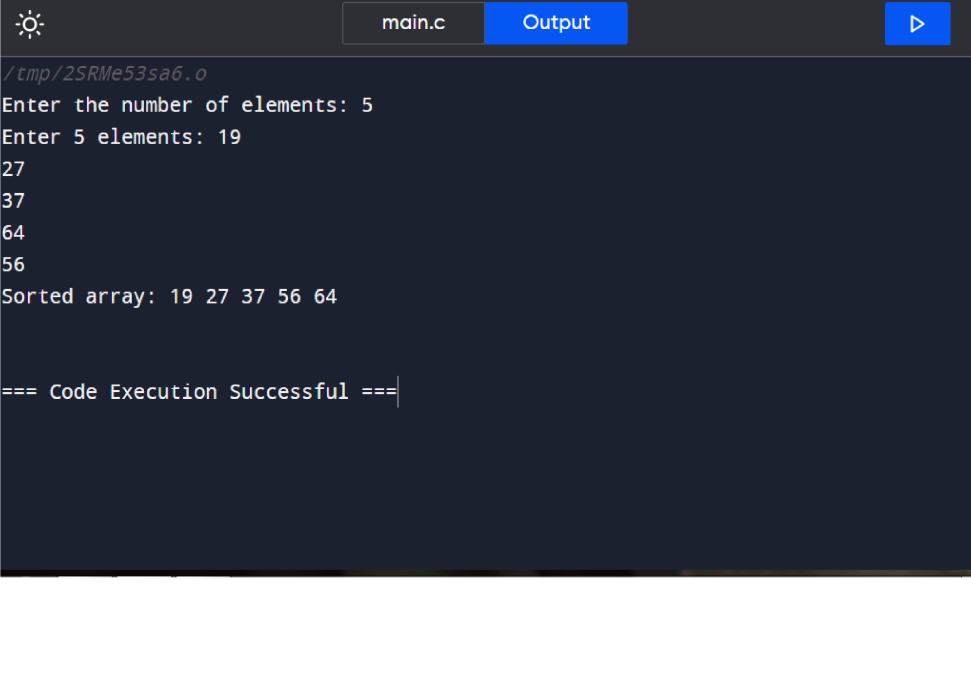 main.c Output
/tmp/2SRMe53sa6.o
Enter the number of elements: 5
Enter 5 elements: 19
27
37
64
56
Sorted array: 19 27 37 56 64
=== Code Execution Successful ===